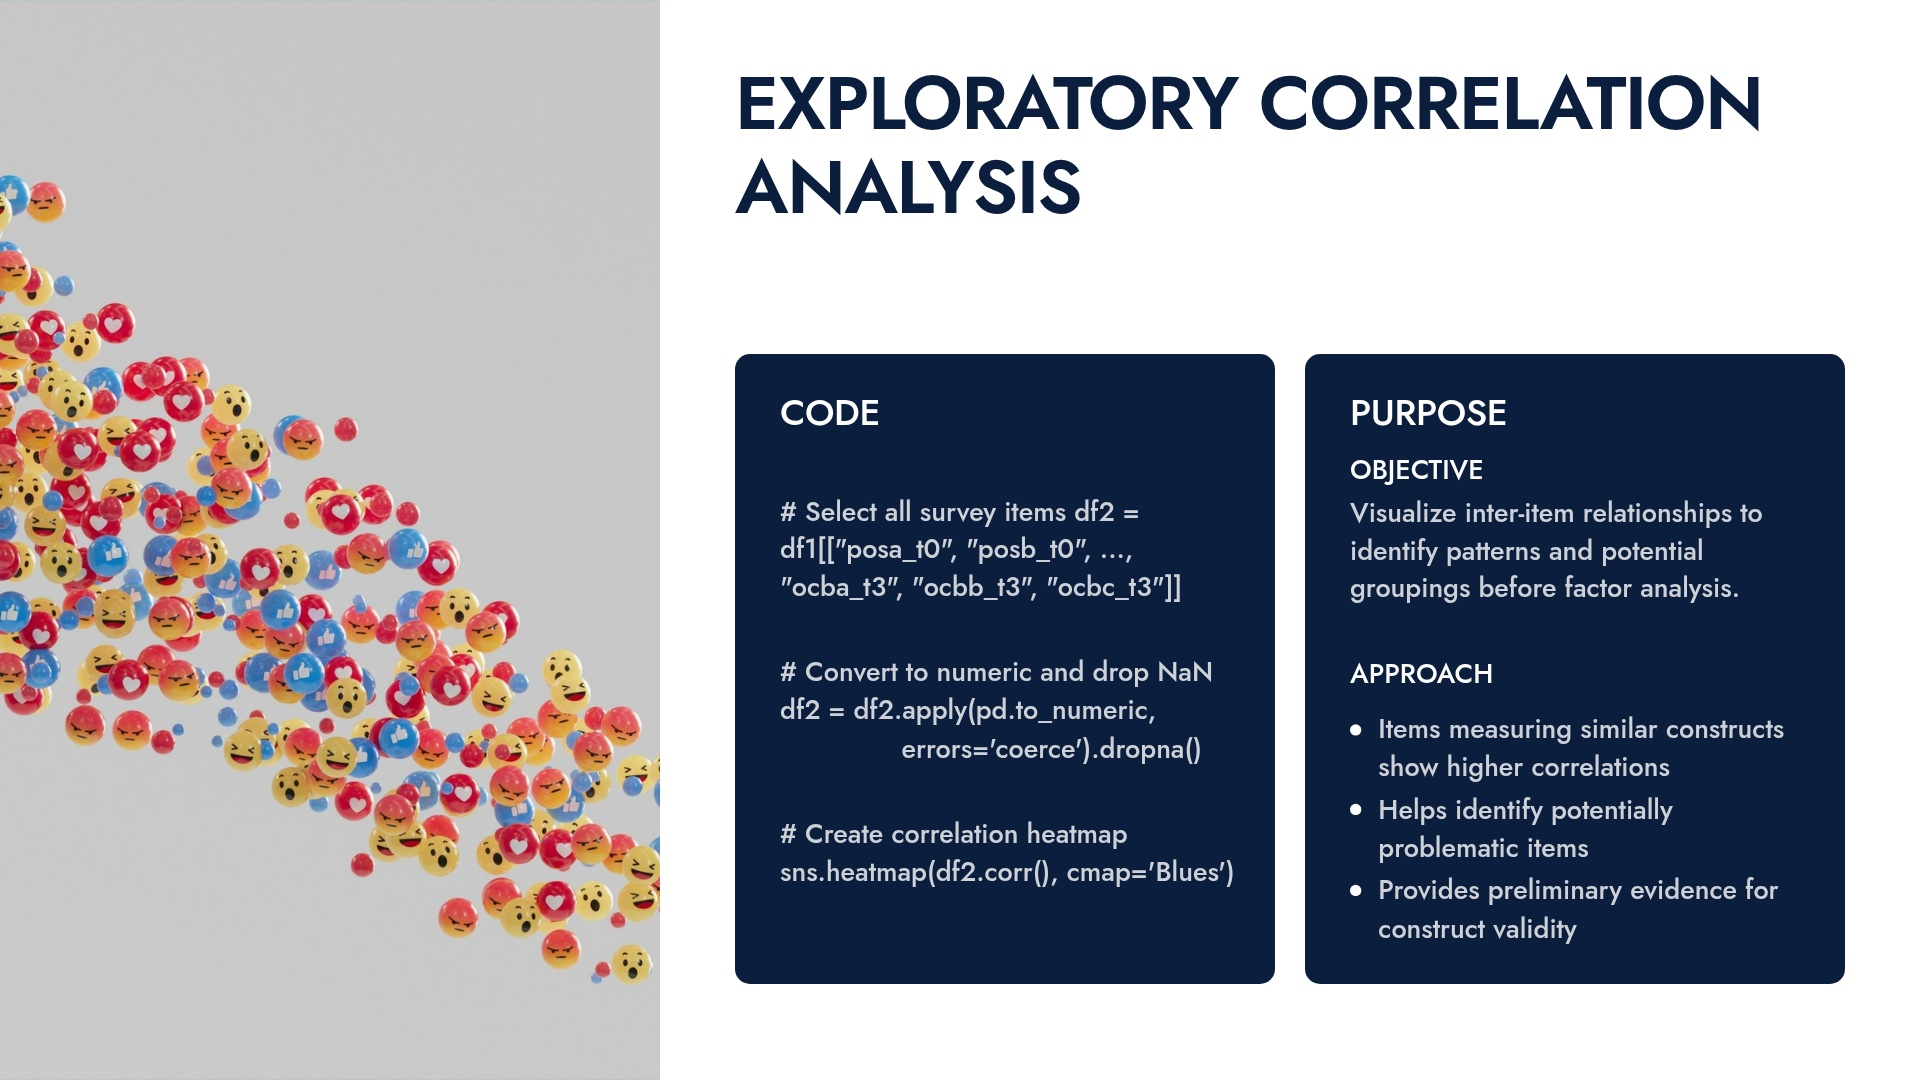 EXPLORATORY CORRELATION
ANALYSIS
CODE
# Select all survey items df2 =
df1[["posa_t0", "posb_t0", ...,
"ocba_t3", "ocbb_t3", "ocbc_t3"]]
# Convert to numeric and drop NaN
df2 = df2.apply(pd.to_numeric,
errors='coerce').dropna()
# Create correlation heatmap
sns.heatmap(df2.corr(), cmap='Blues')
PURPOSE
OBJECTIVE
Visualize inter-item relationships to
identify patterns and potential
groupings before factor analysis.
APPROACH
• Items measuring similar constructs
show higher correlations
• Helps identify potentially
problematic items
• Provides preliminary evidence for
construct validity